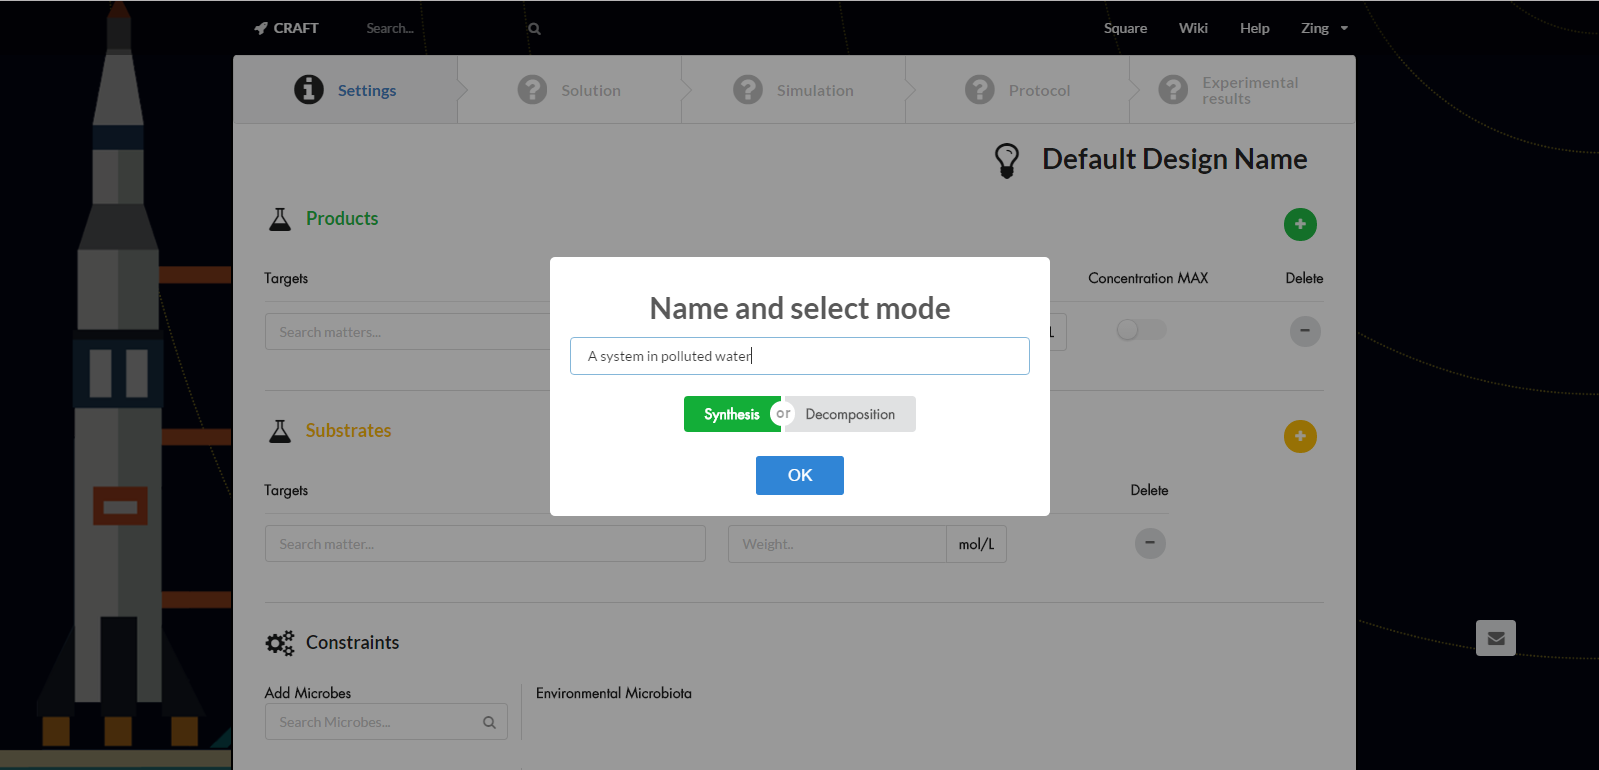 CRAFT Search... Square Wiki Help Zing
Settings Solution Simulation Protocol Experimental
results
Default Design Name
Products
Targets Concentration MAX Delete
Search matters... L
Name and select mode
A system in polluted water
Synthesis or Decomposition
OK
Substrates
Targets Delete
Search matter... Weight.. mol/L
Constraints
Add Microbes Environmental Microbiota
Search Microbes...